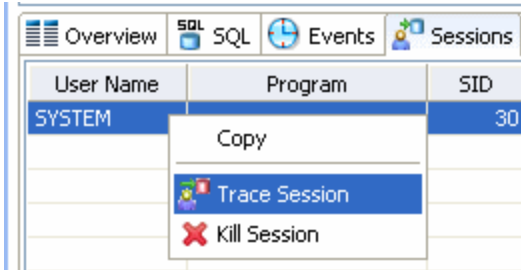 Overview SQL SQL Events Sessions
User Name Program SID
SYSTEM 30
Copy
Trace Session
Kill Session